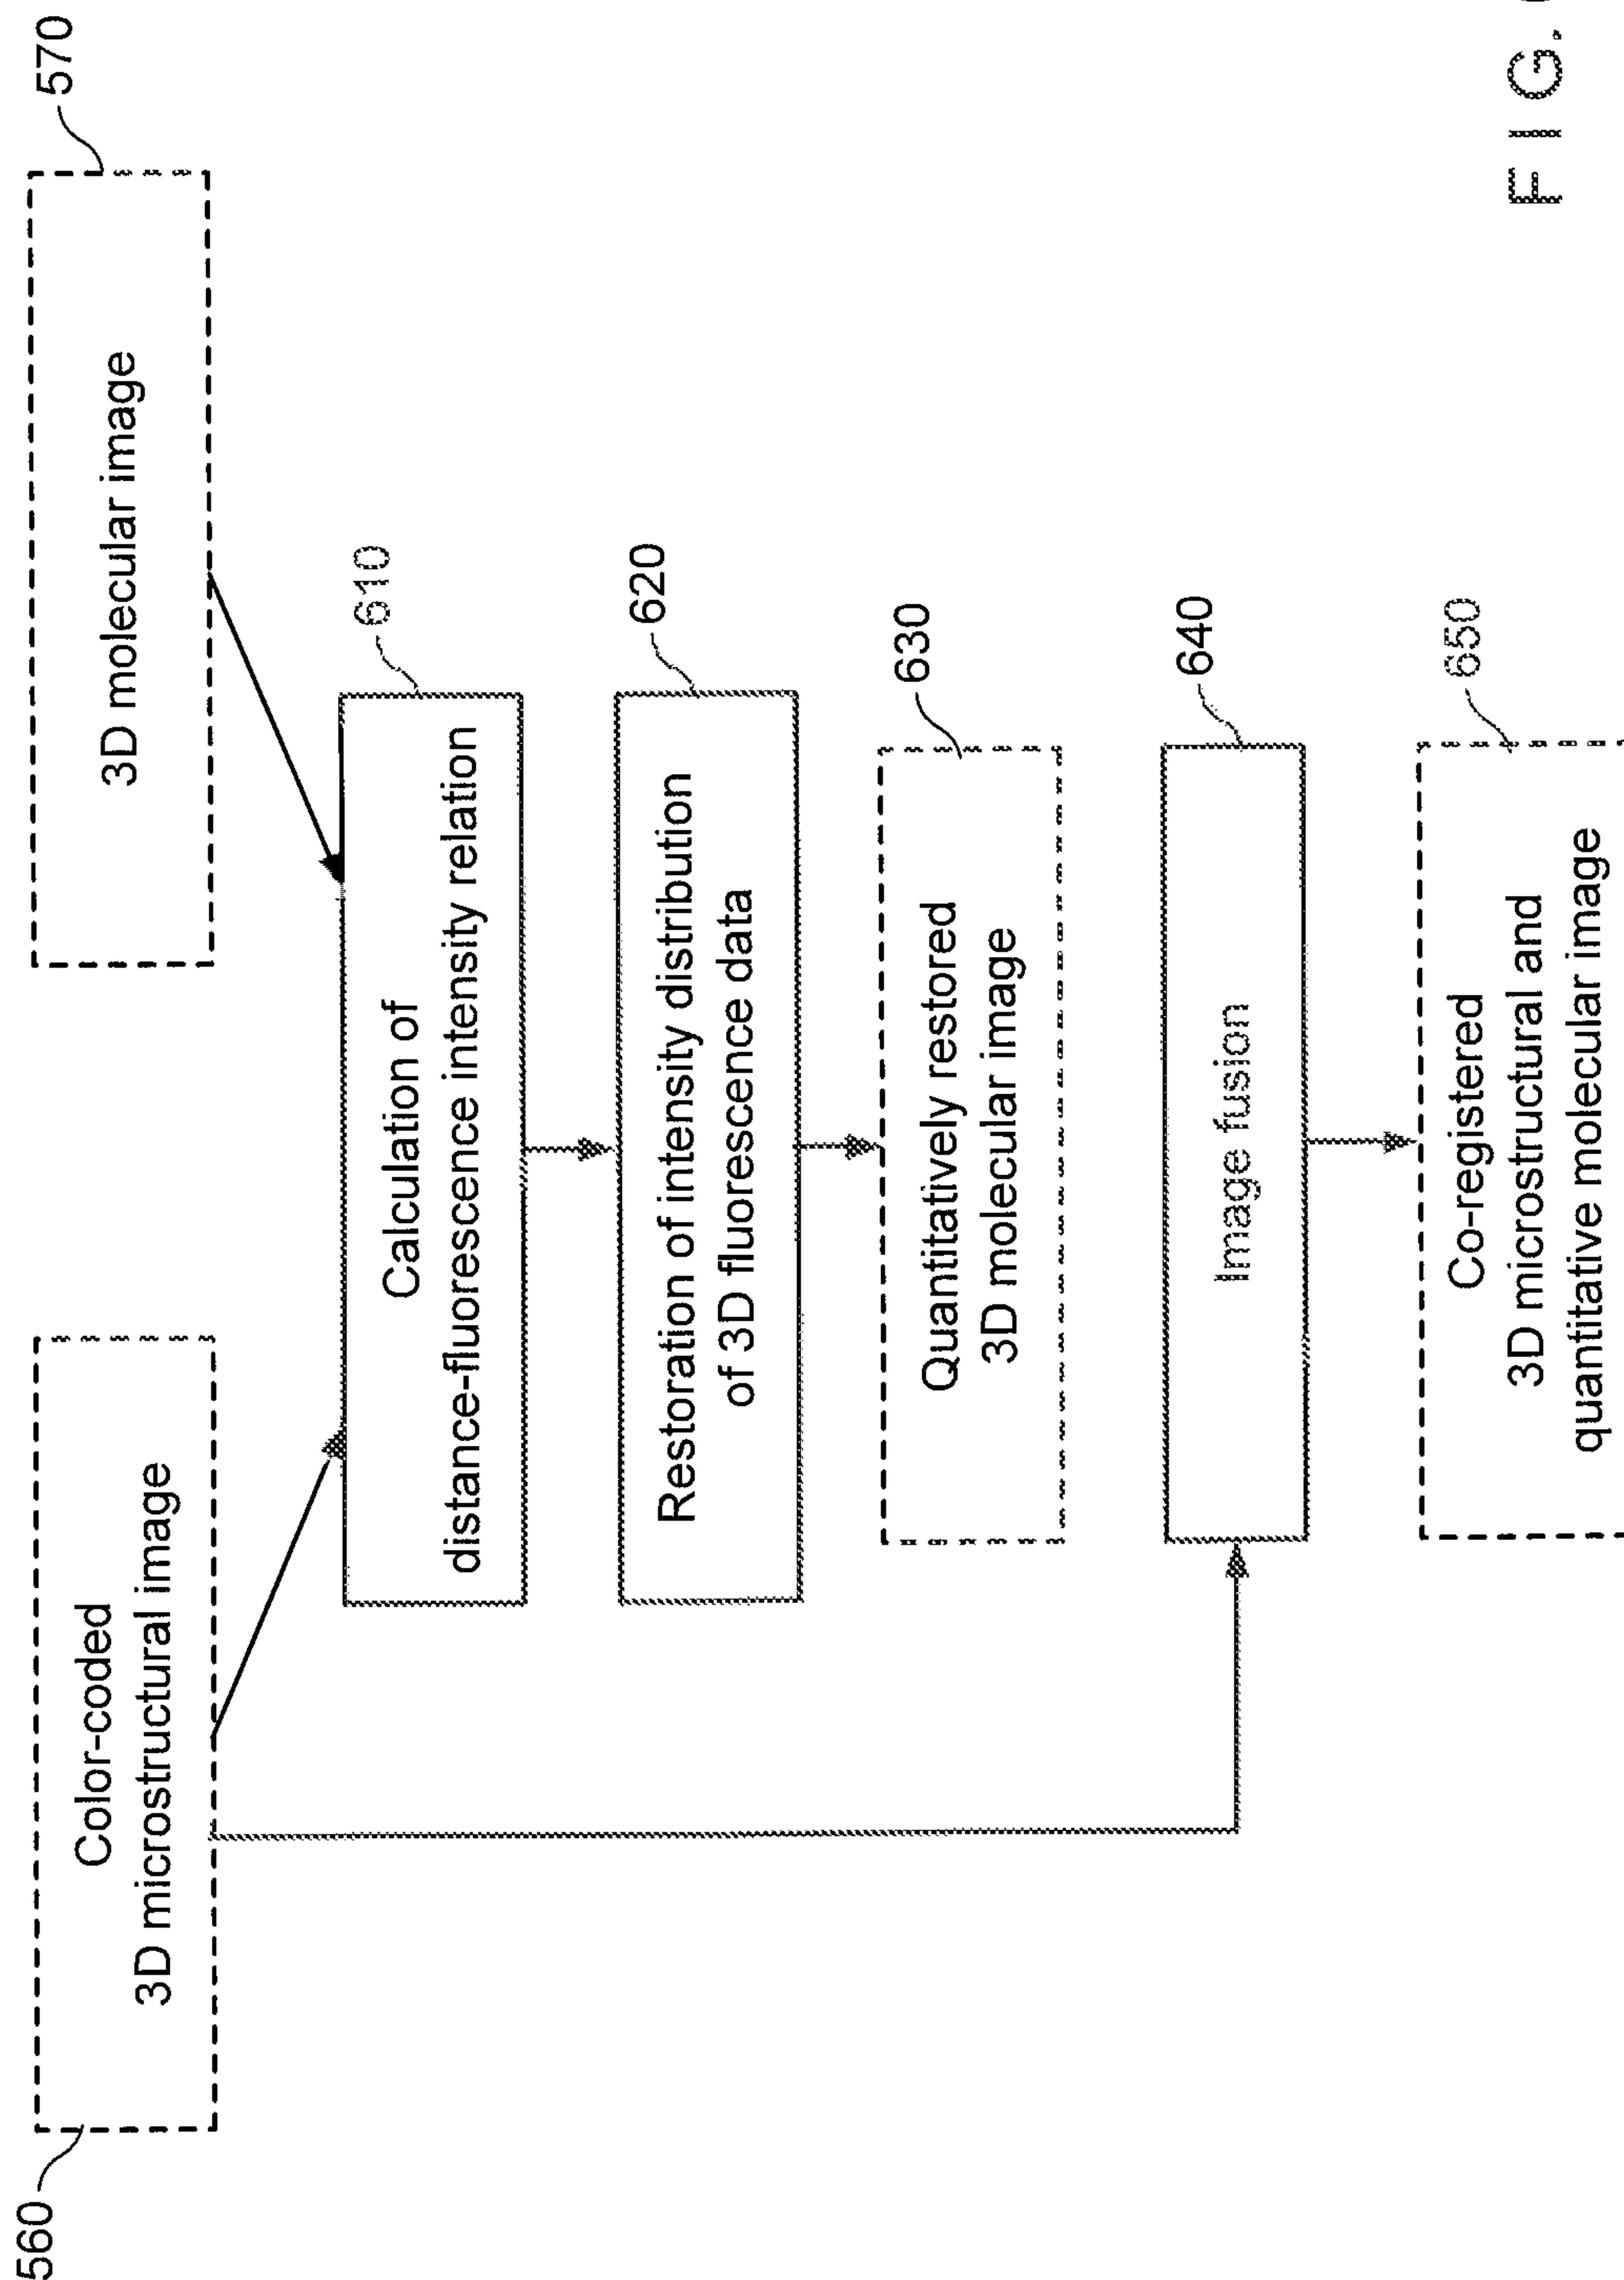 560
Color-coded
3D microstructural image
3D molecular image
570
Calculation of
distance-fluorescence intensity relation
610
Restoration of intensity distribution
of 3D fluorescence data
620
Quantitatively restored
3D molecular image
630
Image fusion
640
Co-registered
3D microstructural and
quantitative molecular image
650
FIG.